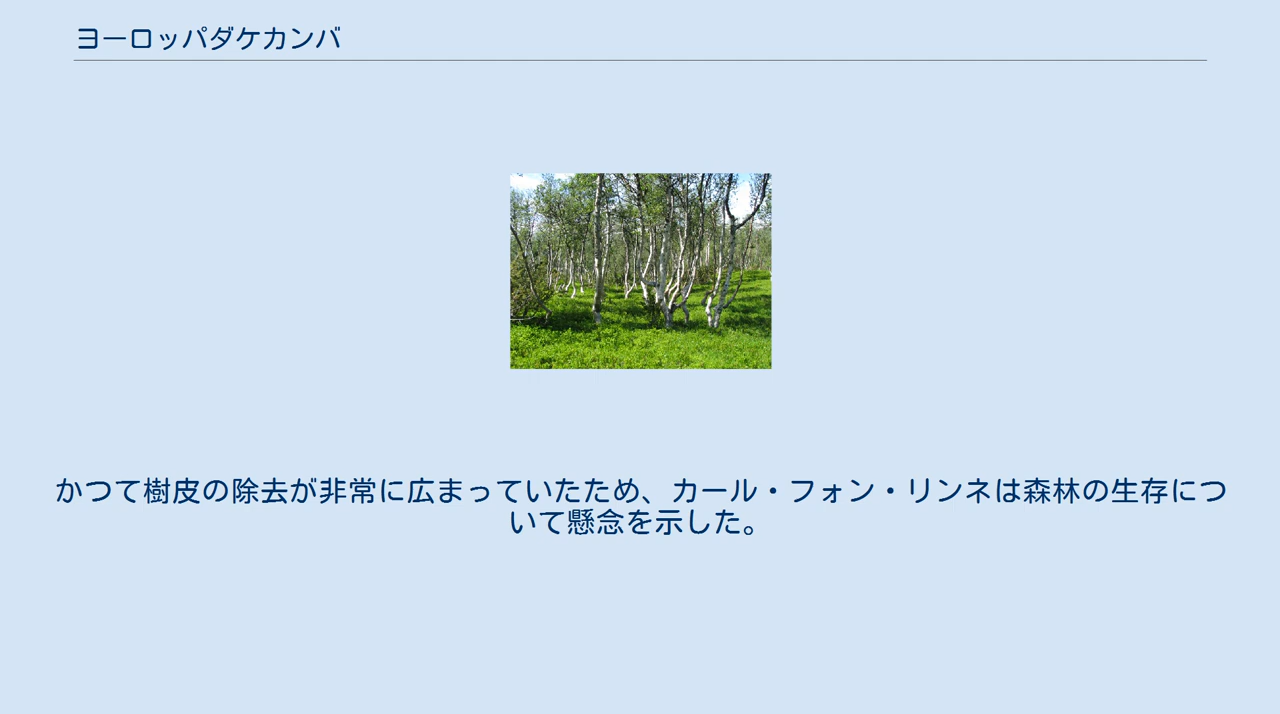 ヨーロッパダケカンバ
かつて樹皮の除去が非常に広まっていたため、カール・フォン・リンネは森林の生存につ
いて懸念を示した。